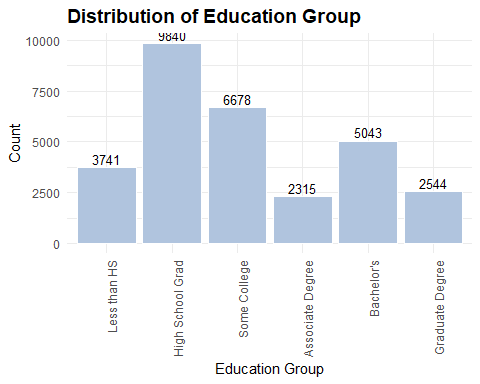 Distribution of Education Group
Count
10000
7500
5000
2500
0
3741
9840
6678
2315
5043
2544
Less than HS
High School Grad
Some College
Associate Degree
Bachelor's
Graduate Degree
Education Group